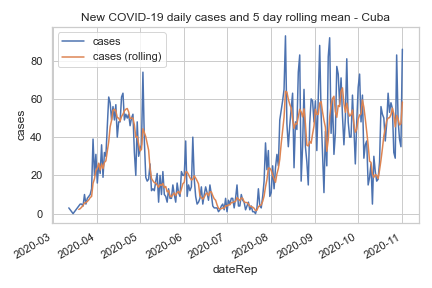 New COVID-19 daily cases and 5 day rolling mean - Cuba
cases
cases (rolling)
80
60
40
20
0
cases
2020-03
2020-04
2020-05
2020-06
2020-07
2020-08
2020-09
2020-10
2020-11
dateRep